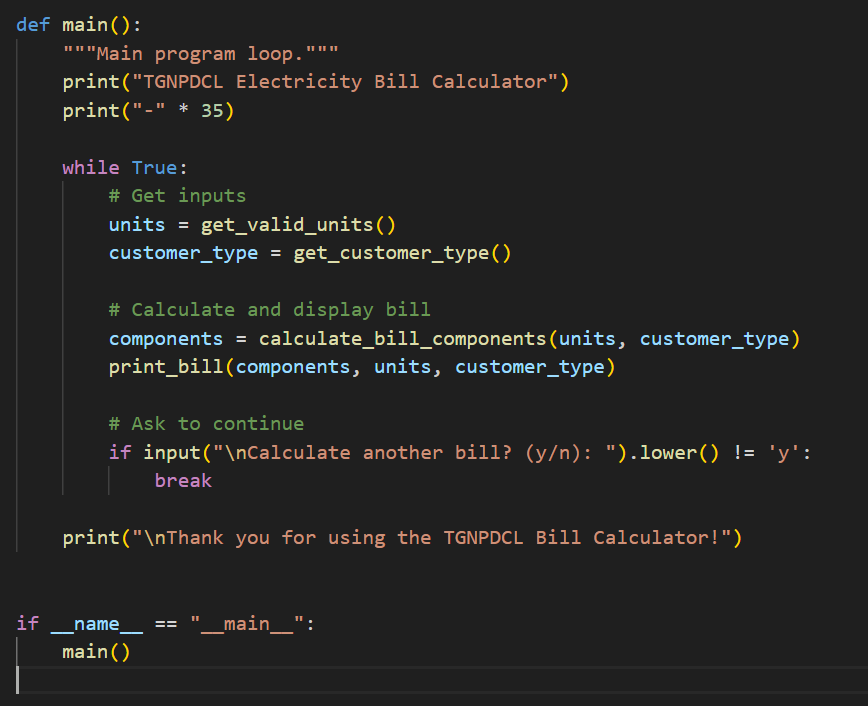 def main():
    """Main program loop."""
    print("TGNPDCL Electricity Bill Calculator")
    print("-" * 35)

    while True:
        # Get inputs
        units = get_valid_units()
        customer_type = get_customer_type()

        # Calculate and display bill
        components = calculate_bill_components(units, customer_type)
        print_bill(components, units, customer_type)

        # Ask to continue
        if input("\nCalculate another bill? (y/n): ").lower() != 'y':
            break

    print("\nThank you for using the TGNPDCL Bill Calculator!")


if __name__ == "__main__":
    main()